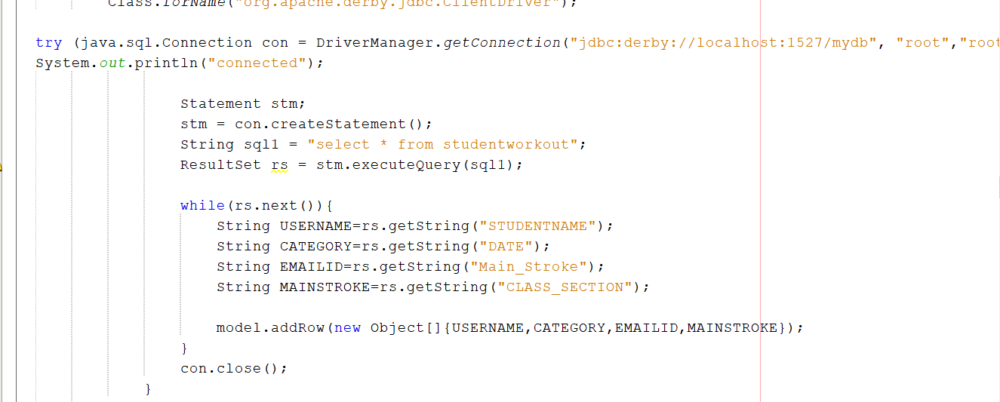 Class.forName("org.apache.derby.jdbc.ClientDriver");
try (java.sql.Connection con = DriverManager.getConnection("jdbc:derby://localhost:1527/mydb", "root","root
System.out.println("connected");
Statement stm;
stm = con.createStatement();
String sql1 = "select * from studentworkout";
ResultSet rs = stm.executeQuery(sql1);
while(rs.next()){
String USERNAME=rs.getString("STUDENTNAME");
String CATEGORY=rs.getString("DATE");
String EMAILID=rs.getString("Main_Stroke");
String MAINSTROKE=rs.getString("CLASS_SECTION");
model.addRow(new Object[]{USERNAME,CATEGORY,EMAILID,MAINSTROKE});
}
con.close();
}